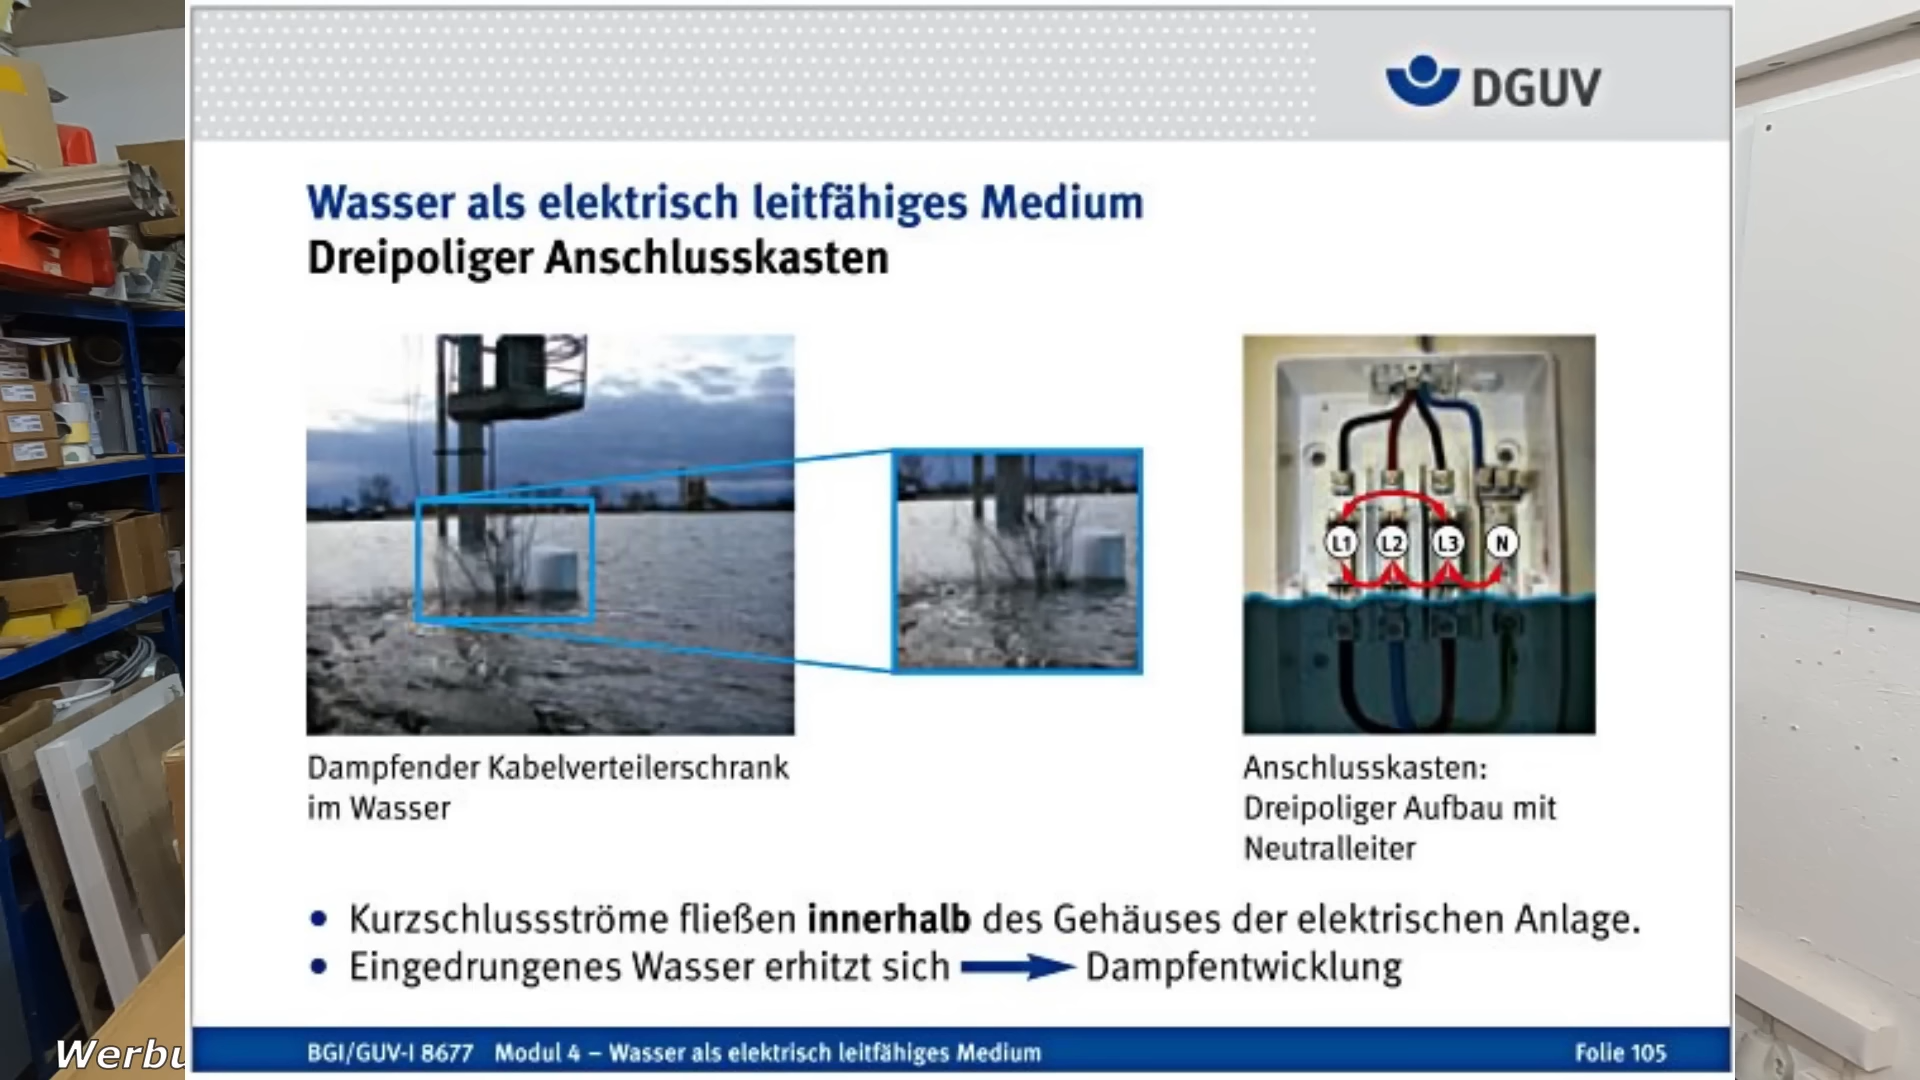 DGUV
Wasser als elektrisch leitfähiges Medium
Dreipoliger Anschlusskasten
L1 L2 L3 N
Dampfender Kabelverteilerschrank
im Wasser
Anschlusskasten:
Dreipoliger Aufbau mit
Neutralleiter
• Kurzschlussströme fließen innerhalb des Gehäuses der elektrischen Anlage.
• Eingedrungenes Wasser erhitzt sich → Dampfentwicklung
Werbu
BGI/GUV-I 8677 Modul 4 – Wasser als elektrisch leitfähiges Medium
Folie 105